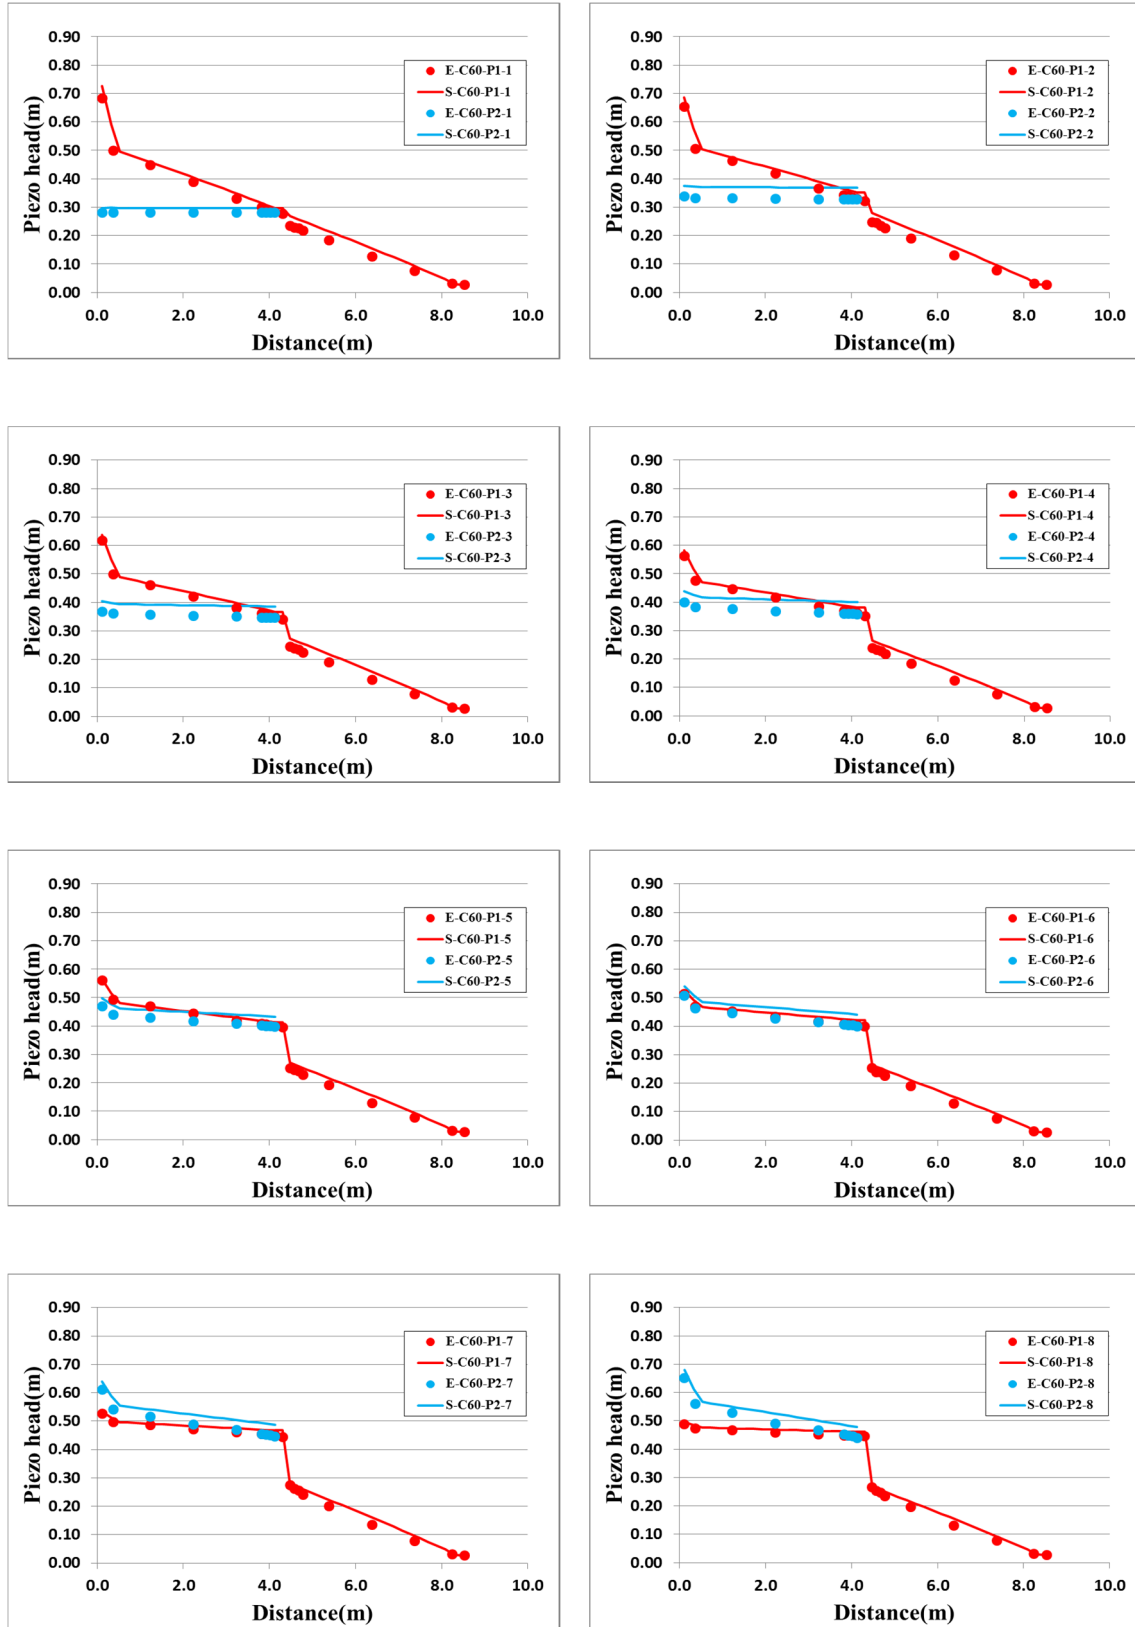 0.90
0.80
0.70
0.60
0.50
0.40
0.30
0.20
0.10
0.00
Piezo head(m)
E-C60-P1-1
S-C60-P1-1
E-C60-P2-1
S-C60-P2-1
0.0 2.0 4.0 6.0 8.0 10.0
Distance(m)
0.90
0.80
0.70
0.60
0.50
0.40
0.30
0.20
0.10
0.00
Piezo head(m)
E-C60-P1-2
S-C60-P1-2
E-C60-P2-2
S-C60-P2-2
0.0 2.0 4.0 6.0 8.0 10.0
Distance(m)
0.90
0.80
0.70
0.60
0.50
0.40
0.30
0.20
0.10
0.00
Piezo head(m)
E-C60-P1-3
S-C60-P1-3
E-C60-P2-3
S-C60-P2-3
0.0 2.0 4.0 6.0 8.0 10.0
Distance(m)
0.90
0.80
0.70
0.60
0.50
0.40
0.30
0.20
0.10
0.00
Piezo head(m)
E-C60-P1-4
S-C60-P1-4
E-C60-P2-4
S-C60-P2-4
0.0 2.0 4.0 6.0 8.0 10.0
Distance(m)
0.90
0.80
0.70
0.60
0.50
0.40
0.30
0.20
0.10
0.00
Piezo head(m)
E-C60-P1-5
S-C60-P1-5
E-C60-P2-5
S-C60-P2-5
0.0 2.0 4.0 6.0 8.0 10.0
Distance(m)
0.90
0.80
0.70
0.60
0.50
0.40
0.30
0.20
0.10
0.00
Piezo head(m)
E-C60-P1-6
S-C60-P1-6
E-C60-P2-6
S-C60-P2-6
0.0 2.0 4.0 6.0 8.0 10.0
Distance(m)
0.90
0.80
0.70
0.60
0.50
0.40
0.30
0.20
0.10
0.00
Piezo head(m)
E-C60-P1-7
S-C60-P1-7
E-C60-P2-7
S-C60-P2-7
0.0 2.0 4.0 6.0 8.0 10.0
Distance(m)
0.90
0.80
0.70
0.60
0.50
0.40
0.30
0.20
0.10
0.00
Piezo head(m)
E-C60-P1-8
S-C60-P1-8
E-C60-P2-8
S-C60-P2-8
0.0 2.0 4.0 6.0 8.0 10.0
Distance(m)